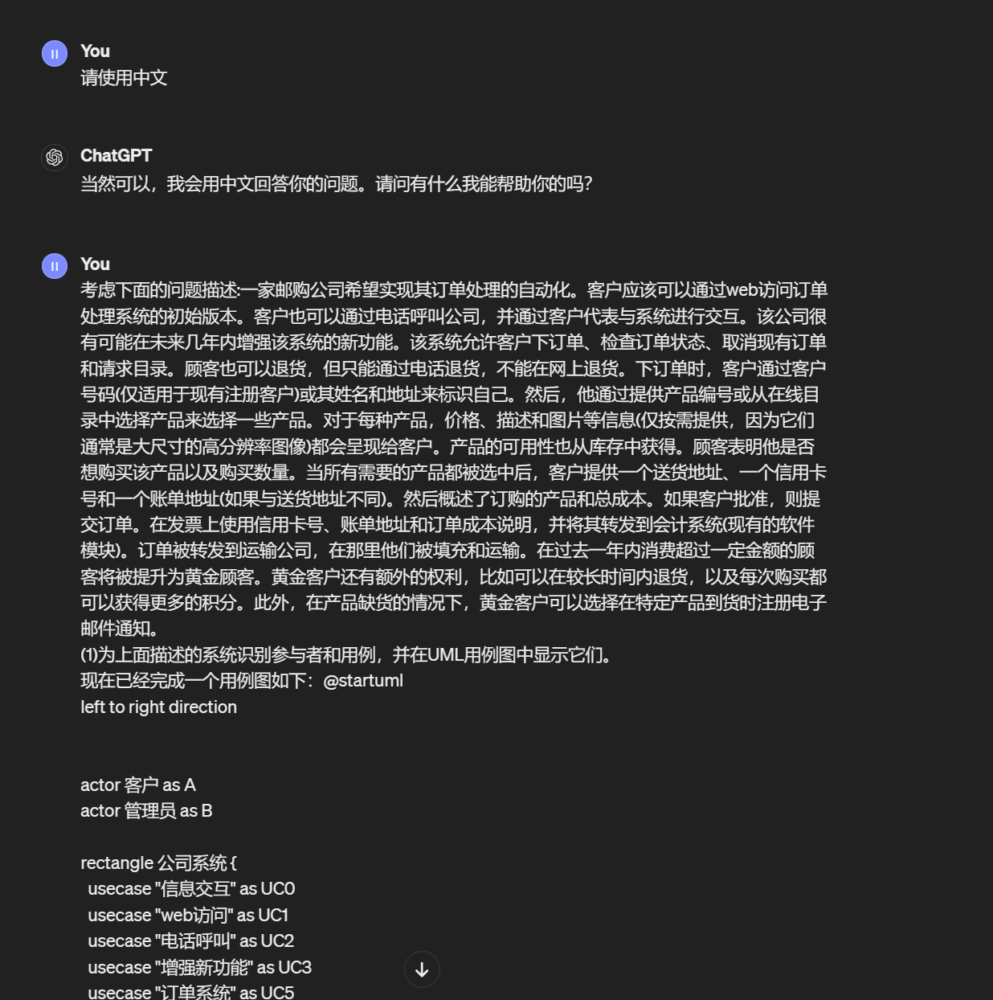 You
请使用中文
ChatGPT
当然可以，我会用中文回答你的问题。请问有什么我能帮助你的吗？
You
考虑下面的问题描述:一家邮购公司希望实现其订单处理的自动化。客户应该可以通过web访问订单
处理系统的初始版本。客户也可以通过电话呼叫公司，并通过客户代表与系统进行交互。该公司很
有可能在未来几年内增强该系统的新功能。该系统允许客户下订单、检查订单状态、取消现有订单
和请求目录。顾客也可以退货，但只能通过电话退货，不能在网上退货。下订单时，客户通过客户
号码(仅适用于现有注册客户)或其姓名和地址来标识自己。然后，他通过提供产品编号或从在线目
录中选择产品来选择一些产品。对于每种产品，价格、描述和图片等信息(仅按需提供，因为它们
通常是大尺寸的高分辨率图像)都会呈现给客户。产品的可用性也从库存中获得。顾客表明他是否
想购买该产品以及购买数量。当所有需要的产品都被选中后，客户提供一个送货地址、一个信用卡
号和一个账单地址(如果与送货地址不同)。然后概述了订购的产品和总成本。如果客户批准，则提
交订单。在发票上使用信用卡号、账单地址和订单成本说明，并将其转发到会计系统(现有的软件
模块)。订单被转发到运输公司，在那里他们被填充和运输。在过去一年内消费超过一定金额的顾
客将被提升为黄金顾客。黄金客户还有额外的权利，比如可以在较长时间内退货，以及每次购买都
可以获得更多的积分。此外，在产品缺货的情况下，黄金客户可以选择在特定产品到货时注册电子
邮件通知。
(1)为上面描述的系统识别参与者和用例，并在UML用例图中显示它们。
现在已经完成一个用例图如下：@startuml
left to right direction
actor 客户 as A
actor 管理员 as B
rectangle 公司系统 {
usecase "信息交互" as UC0
usecase "web访问" as UC1
usecase "电话呼叫" as UC2
usecase "增强新功能" as UC3
usecase "订单系统" as UC5